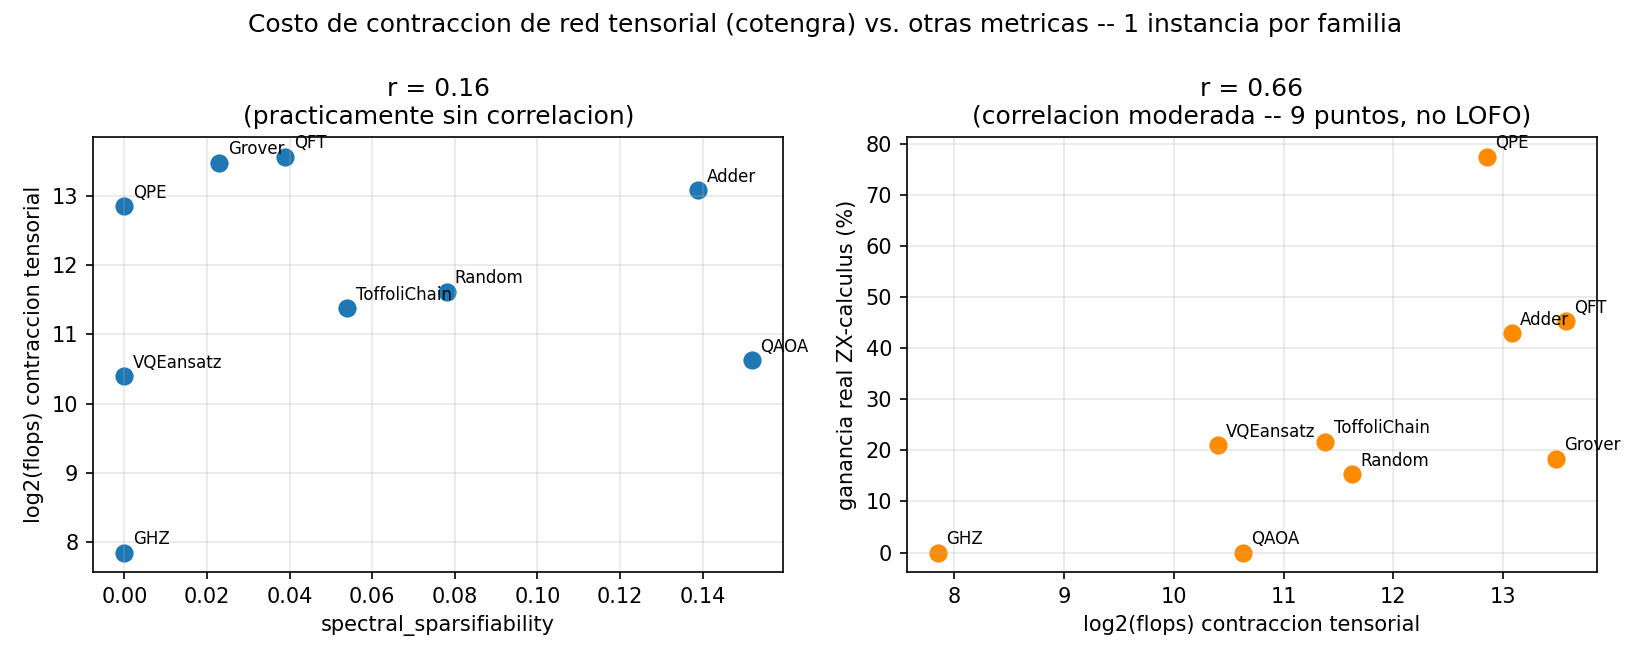 Costo de contraccion de red tensorial (cotengra) vs. otras metricas -- 1 instancia por familia
r = 0.16
(practicamente sin correlacion)
log2(flops) contraccion tensorial
13
12
11
10
9
8
QPE
Grover
QFT
Adder
ToffoliChain
Random
VQEansatz
QAOA
GHZ
0.00
0.02
0.04
0.06
0.08
0.10
0.12
0.14
spectral_sparsifiability
r = 0.66
(correlacion moderada -- 9 puntos, no LOFO)
ganancia real ZX-calculus (%)
80
70
60
50
40
30
20
10
0
QPE
QFT
Adder
VQEansatz
ToffoliChain
Random
Grover
GHZ
QAOA
8
9
10
11
12
13
log2(flops) contraccion tensorial